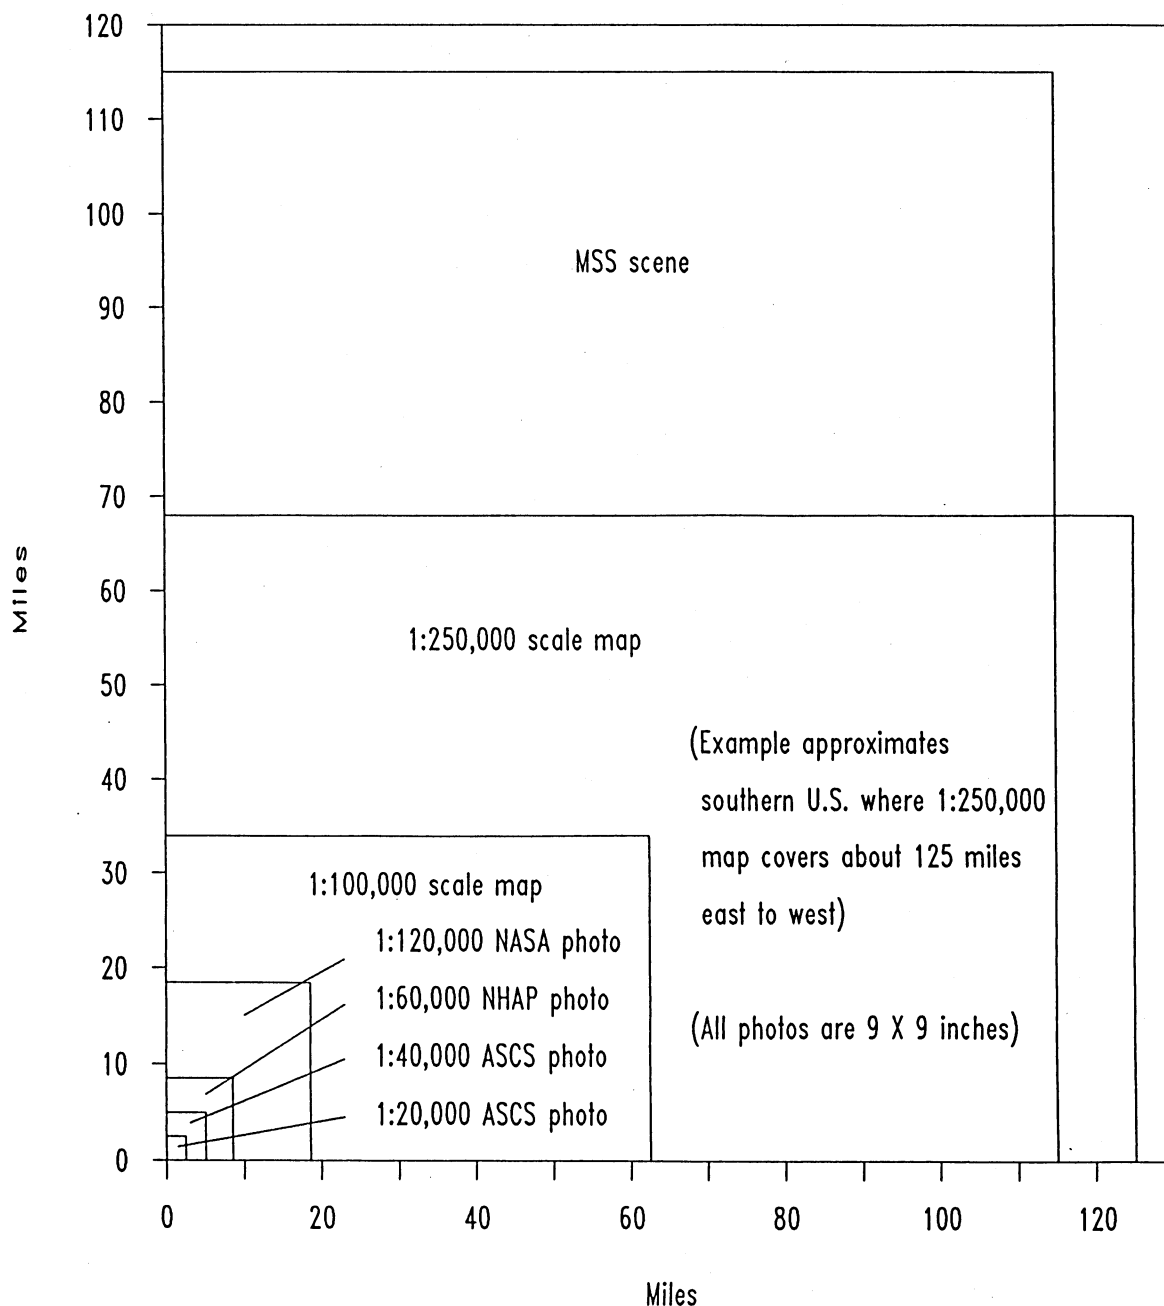 120
110
100
MSS scene
90
80
70
Miles
60
1:250,000 scale map
50
(Example approximates
40
southern U.S. where 1:250,000
map covers about 125 miles
30
1:100,000 scale map
east to west)
1:120,000 NASA photo
20
1:60,000 NHAP photo
(All photos are 9 X 9 inches)
10
1:40,000 ASCS photo
1:20,000 ASCS photo
0
0 20 40 60 80 100 120
Miles